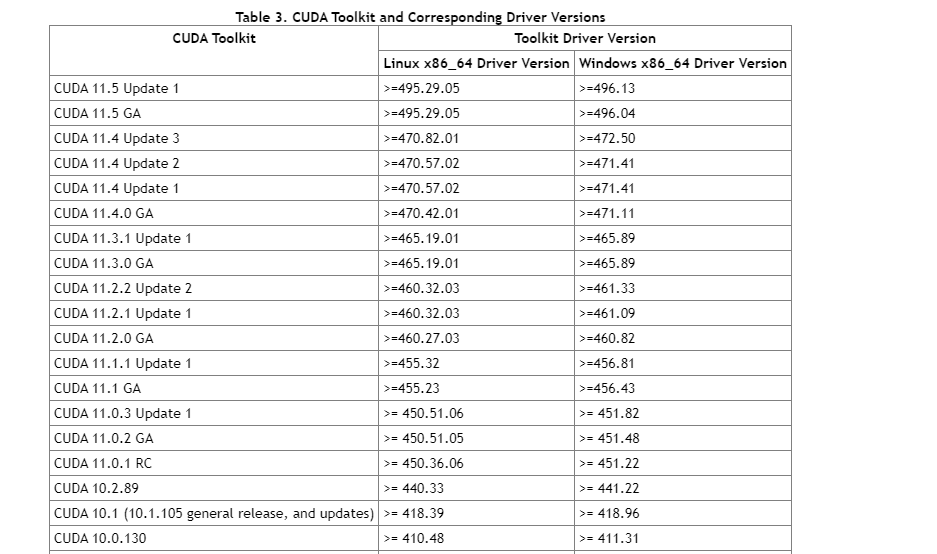 Table 3. CUDA Toolkit and Corresponding Driver Versions
CUDA Toolkit Toolkit Driver Version
Linux x86_64 Driver Version Windows x86_64 Driver Version
CUDA 11.5 Update 1 >=495.29.05 >=496.13
CUDA 11.5 GA >=495.29.05 >=496.04
CUDA 11.4 Update 3 >=470.82.01 >=472.50
CUDA 11.4 Update 2 >=470.57.02 >=471.41
CUDA 11.4 Update 1 >=470.57.02 >=471.41
CUDA 11.4.0 GA >=470.42.01 >=471.11
CUDA 11.3.1 Update 1 >=465.19.01 >=465.89
CUDA 11.3.0 GA >=465.19.01 >=465.89
CUDA 11.2.2 Update 2 >=460.32.03 >=461.33
CUDA 11.2.1 Update 1 >=460.32.03 >=461.09
CUDA 11.2.0 GA >=460.27.03 >=460.82
CUDA 11.1.1 Update 1 >=455.32 >=456.81
CUDA 11.1 GA >=455.23 >=456.43
CUDA 11.0.3 Update 1 >= 450.51.06 >= 451.82
CUDA 11.0.2 GA >= 450.51.05 >= 451.48
CUDA 11.0.1 RC >= 450.36.06 >= 451.22
CUDA 10.2.89 >= 440.33 >= 441.22
CUDA 10.1 (10.1.105 general release, and updates) >= 418.39 >= 418.96
CUDA 10.0.130 >= 410.48 >= 411.31